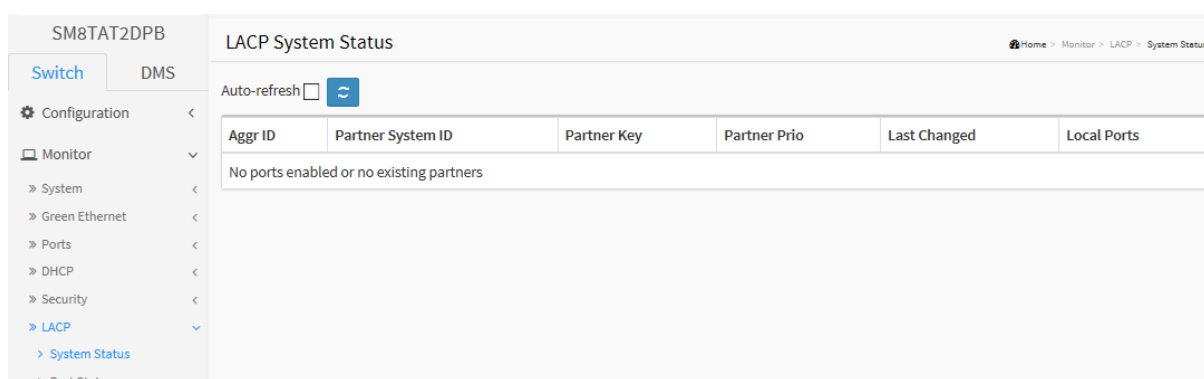 SM8TAT2DPB
Switch DMS
Configuration
Monitor
System
Green Ethernet
Ports
DHCP
Security
LACP
System Status
LACP System Status
Home > Monitor > LACP > System Status
Auto-refresh
Aggr ID Partner System ID Partner Key Partner Prio Last Changed Local Ports
No ports enabled or no existing partners